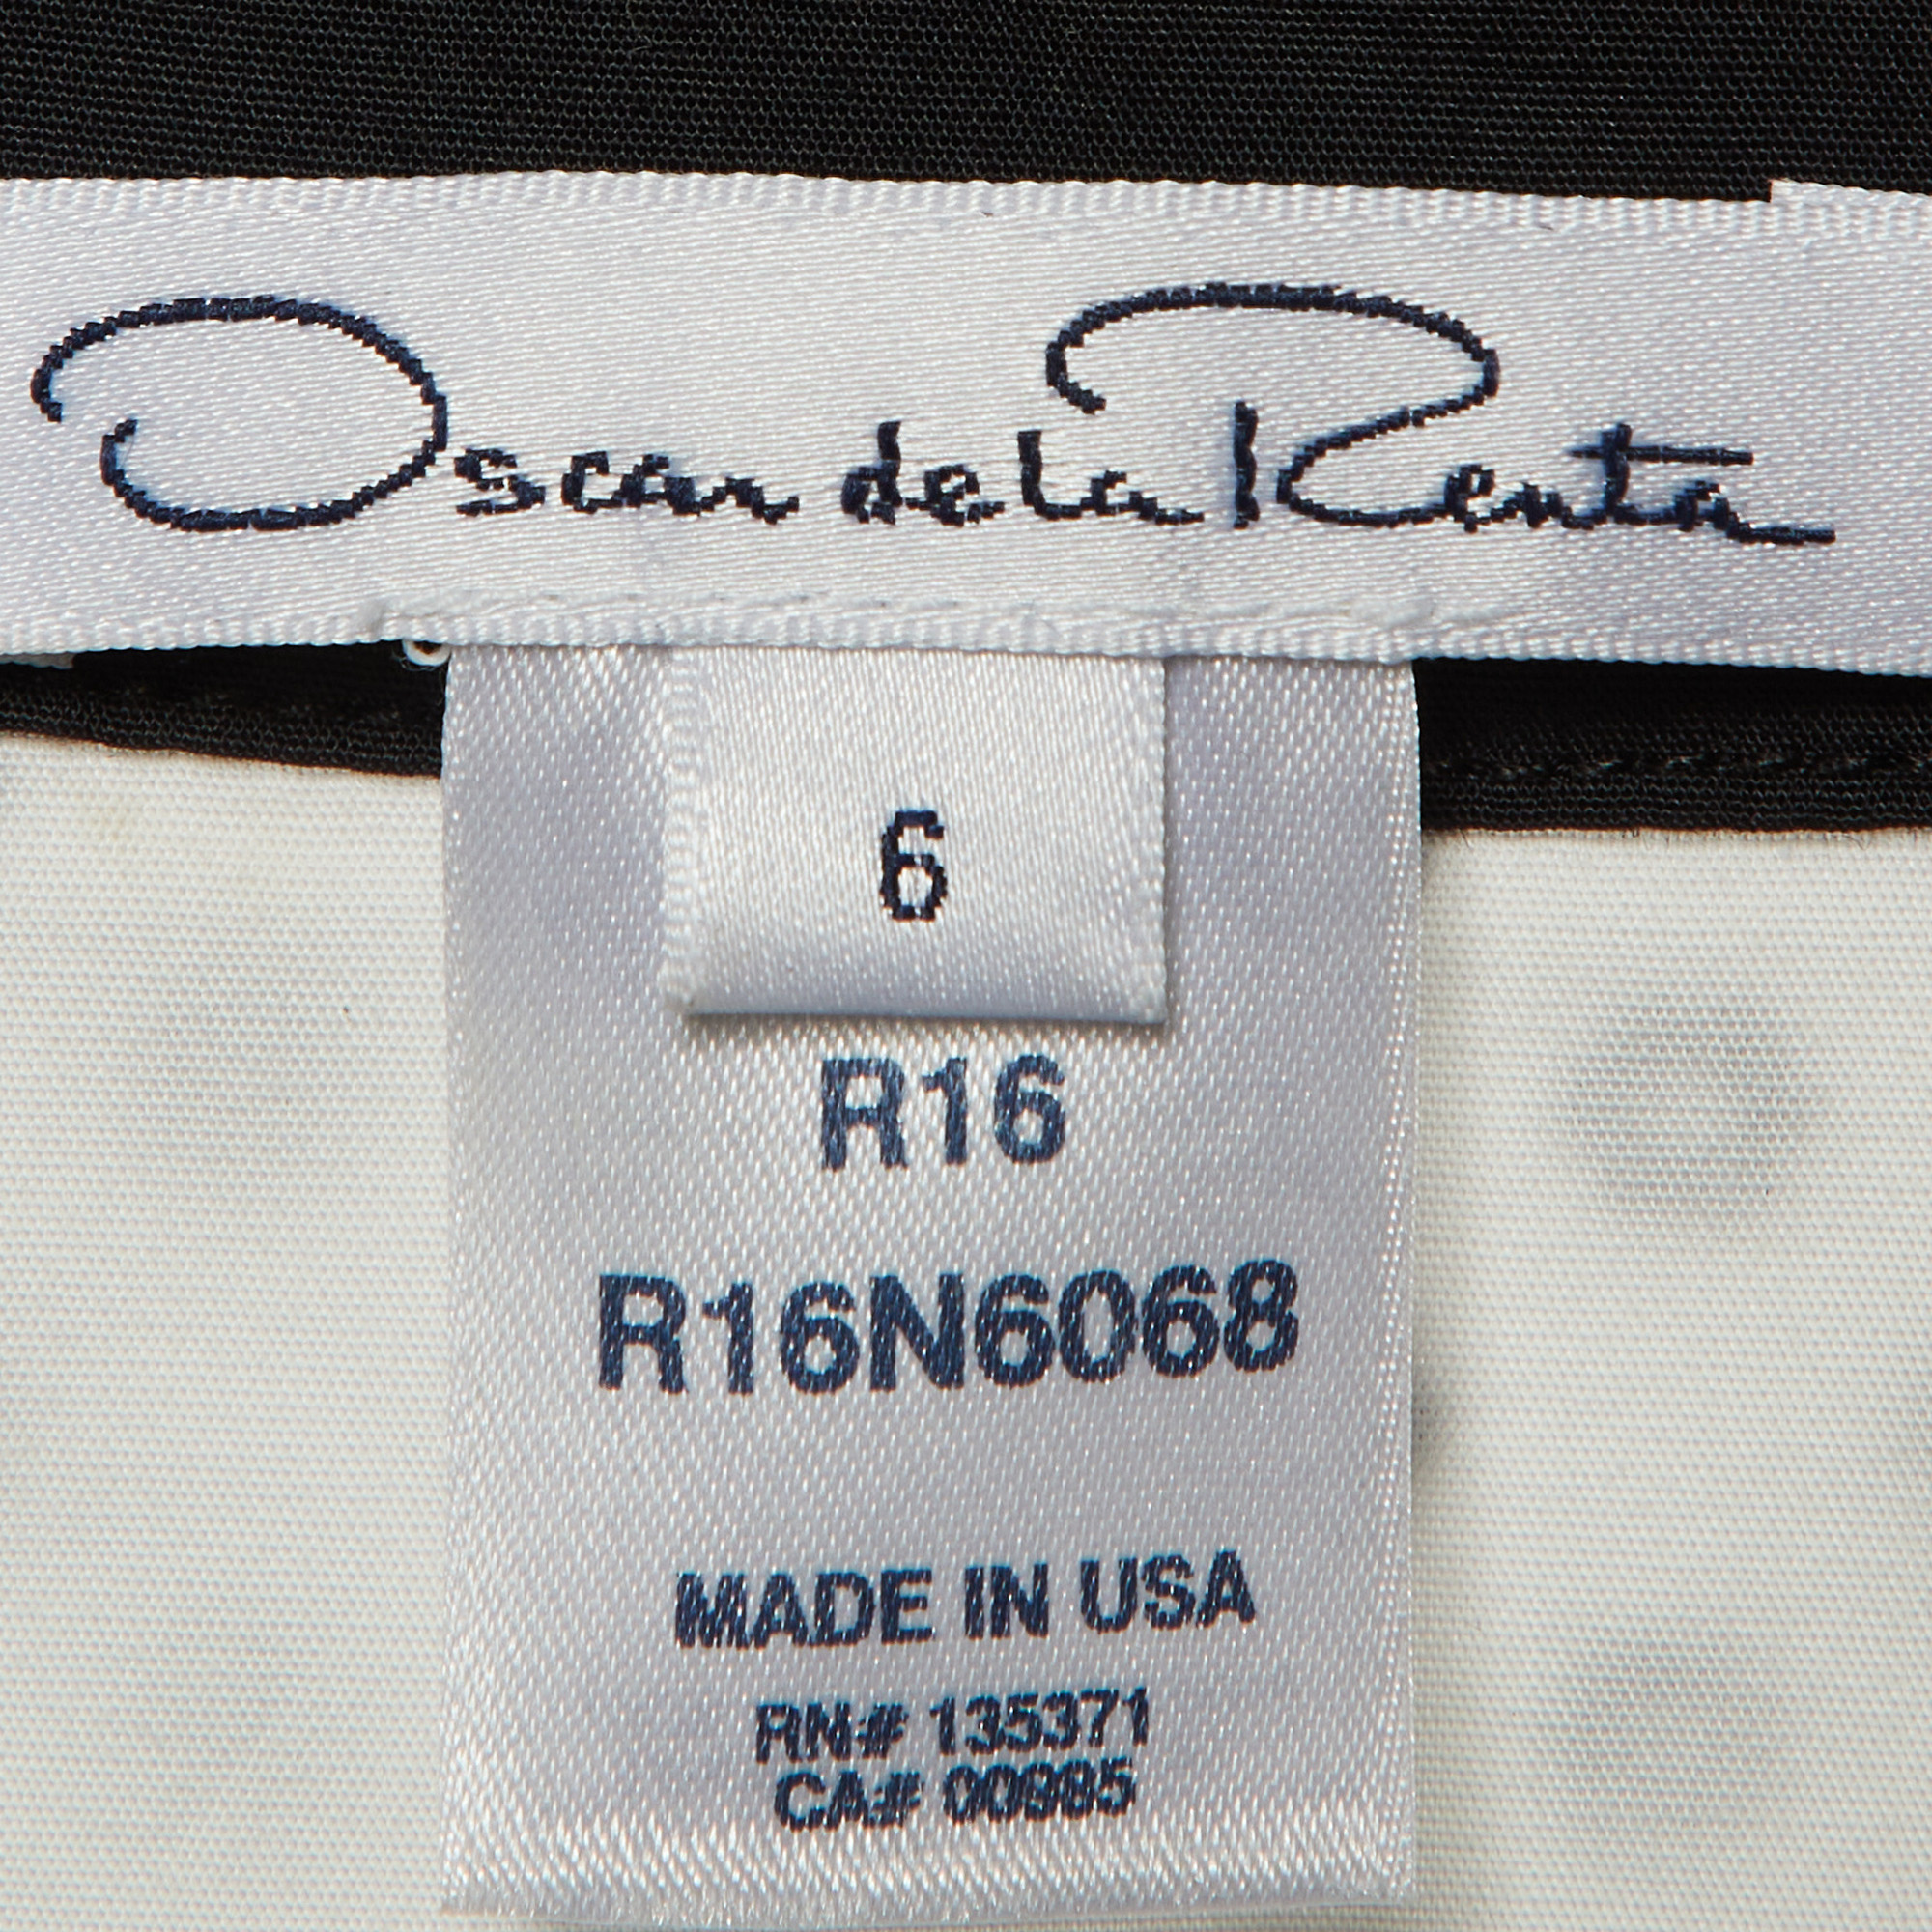 Oscar de la Renta
6
R16
R16N6068
MADE IN USA
RN# 135371
CA# 00985